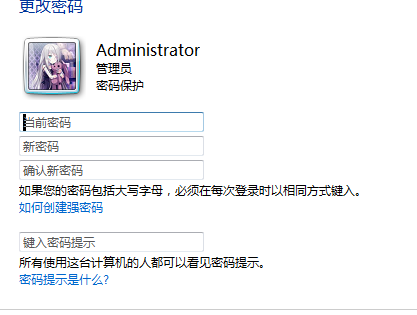 更改密码
Administrator
管理员
密码保护
当前密码
新密码
确认新密码
如果您的密码包括大写字母，必须在每次登录时以相同方式键入。
如何创建强密码
键入密码提示
所有使用这台计算机的人都可以看见密码提示。
密码提示是什么?